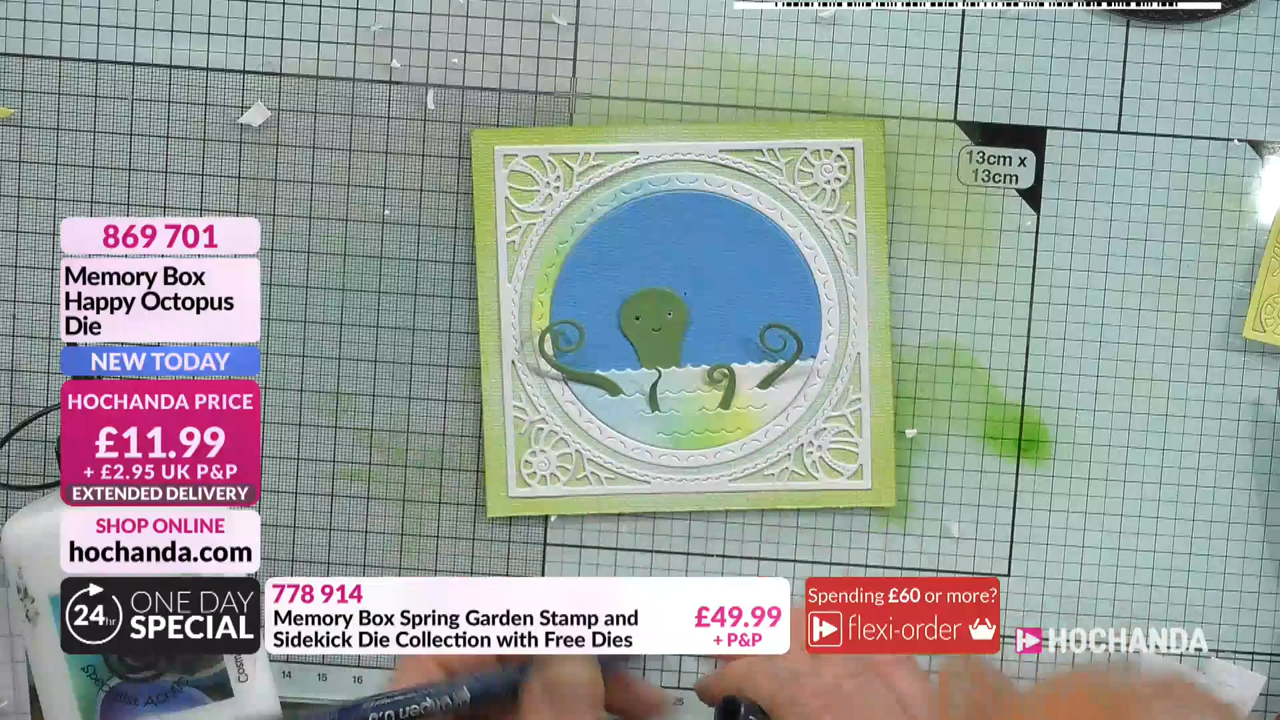 13cm x
13cm
869 701
Memory Box
Happy Octopus
Die
NEW TODAY
HOCHANDA PRICE
£11.99
+ £2.95 UK P&P
EXTENDED DELIVERY
SHOP ONLINE
hochanda.com
24hr
ONE DAY
SPECIAL
778 914
Memory Box Spring Garden Stamp and
Sidekick Die Collection with Free Dies
£49.99
+ P&P
Spending £60 or more?
flexi-order
HOCHANDA
14 15 16
25